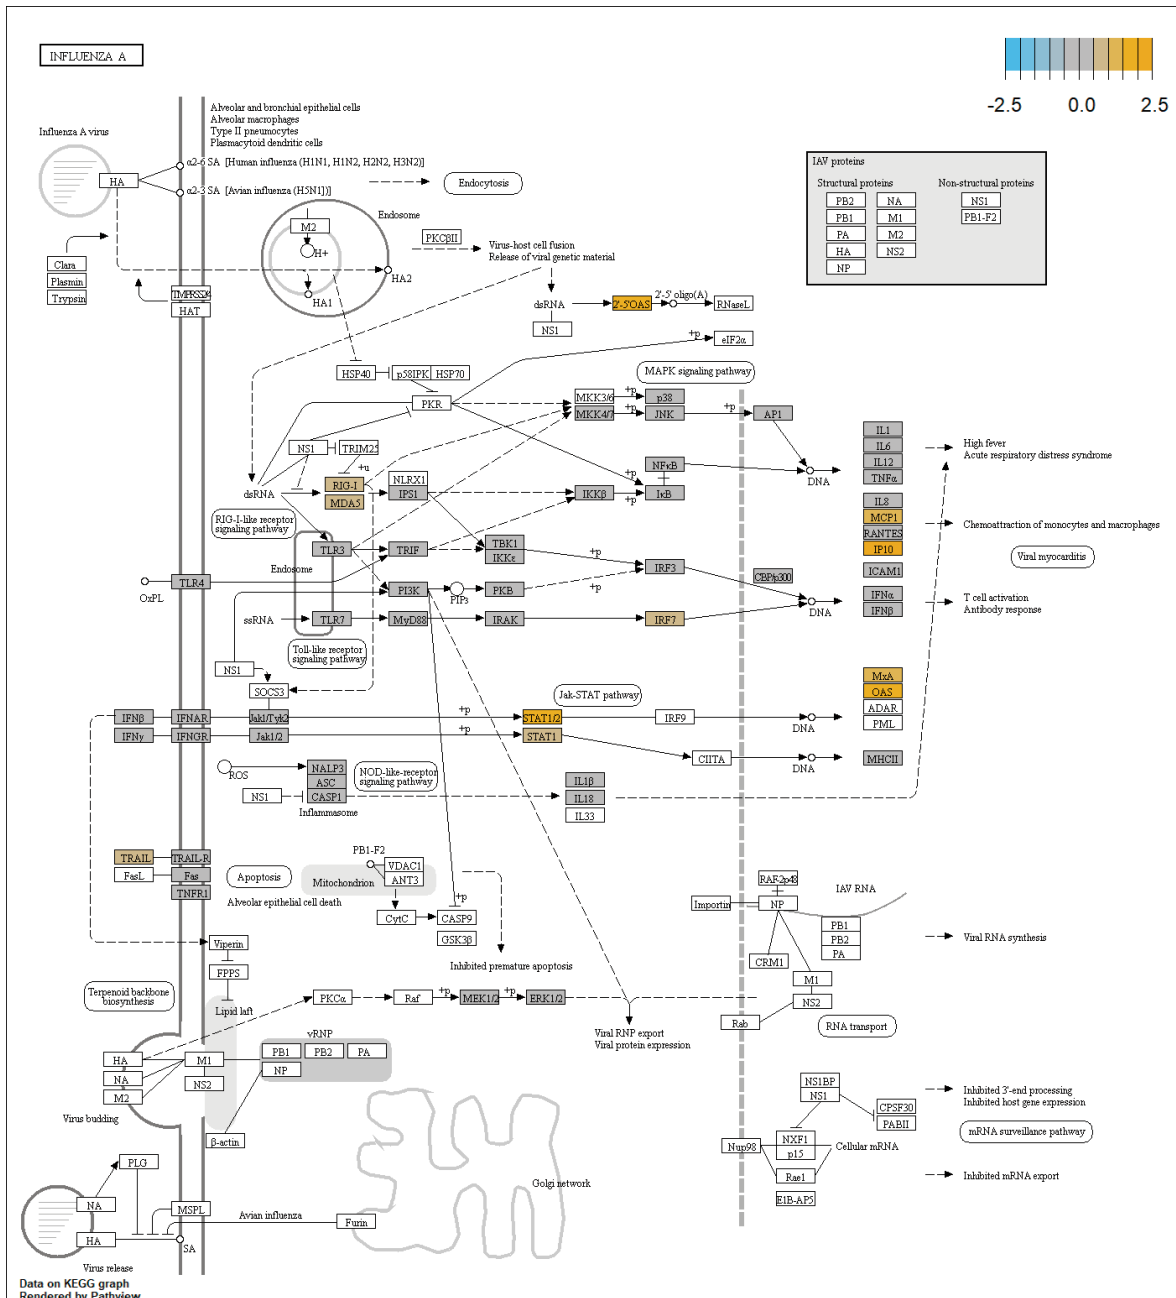 INFLUENZA A
-2.5 0.0 2.5
Alveolar and bronchial epithelial cells
Alveolar macrophages
Type II pneumocytes
Plasmacytoid dendritic cells
Influenza A virus
HA
α2-6 SA [Human influenza (H1N1, H1N2, H2N2, H3N2)]
α2-3 SA [Avian influenza (H5N1)]
Endocytosis
IAV proteins
Structural proteins
Non-structural proteins
PB2
NA
NS1
PB1
M1
PB1-F2
PA
M2
HA
NS2
NP
Endosome
M2
H+
HA1
HA2
PKCβII
Virus-host cell fusion
Release of viral genetic material
Clara
Plasmin
Trypsin
HAT
dsRNA
2'-5'OAS
2'-5' oligo(A)
RNaseL
NS1
+p
eIF2α
HSP40
p58IPK
HSP70
PKR
MAPK signaling pathway
MKK3/6
+p
p38
MKK4/7
+p
JNK
AP1
DNA
IL1
IL6
IL12
TNFα
High fever
Acute respiratory distress syndrome
NS1
TRIM25
+u
dsRNA
RIG-I
MDA5
NLRX1
IPS1
IKKβ
+p
+p
NFκB
IκB
IL8
MCP1
RANTES
IP10
Chemoattraction of monocytes and macrophages
Viral myocarditis
RIG-I-like receptor
signaling pathway
Endosome
TLR3
TRIF
TBK1
IKKε
+p
IRF3
CBP/p300
ICAM1
OxPL
TLR4
PI3K
PIP3
PKB
+p
DNA
IFNα
IFNβ
T cell activation
Antibody response
ssRNA
TLR7
MyD88
IRAK
IRF7
Toll-like receptor
signaling pathway
NS1
SOCS3
Jak-STAT pathway
MxA
OAS
ADAR
PML
IFNβ
IFNAR
Jak1/Tyk2
+p
STAT1/2
IRF9
DNA
IFNγ
IFNGR
Jak1/2
+p
STAT1
CIITA
DNA
MHCII
ROS
NALP3
ASC
CASP1
NS1
Inflammasome
NOD-like-receptor
signaling pathway
IL1β
IL18
IL33
TRAIL
TRAIL-R
FasL
Fas
TNFR1
Apoptosis
Alveolar epithelial cell death
PB1-F2
Mitochondrion
VDAC1
ANT3
CytC
+p
CASP9
GSK3β
Inhibited premature apoptosis
RAF-2p48
Importin
NP
IAV RNA
PB1
PB2
PA
Viral RNA synthesis
CRM1
M1
NS2
Rab
RNA transport
Viperin
FPPS
Terpenoid backbone
biosynthesis
Lipid laft
PKCα
Raf
+p
MEK1/2
+p
ERK1/2
Viral RNP export
Viral protein expression
vRNP
PB1
PB2
PA
NP
HA
NA
M2
M1
NS2
Virus budding
β-actin
NS1BP
NS1
CPSF30
PABII
Inhibited 3'-end processing
Inhibited host gene expression
mRNA surveillance pathway
Nup98
NXF1
p15
Rae1
Cellular mRNA
E1B-AP5
Inhibited mRNA export
PLG
NA
HA
MSPL
SA
Avian influenza
Furin
Golgi network
Virus release
Data on KEGG graph
Rendered by Pathview